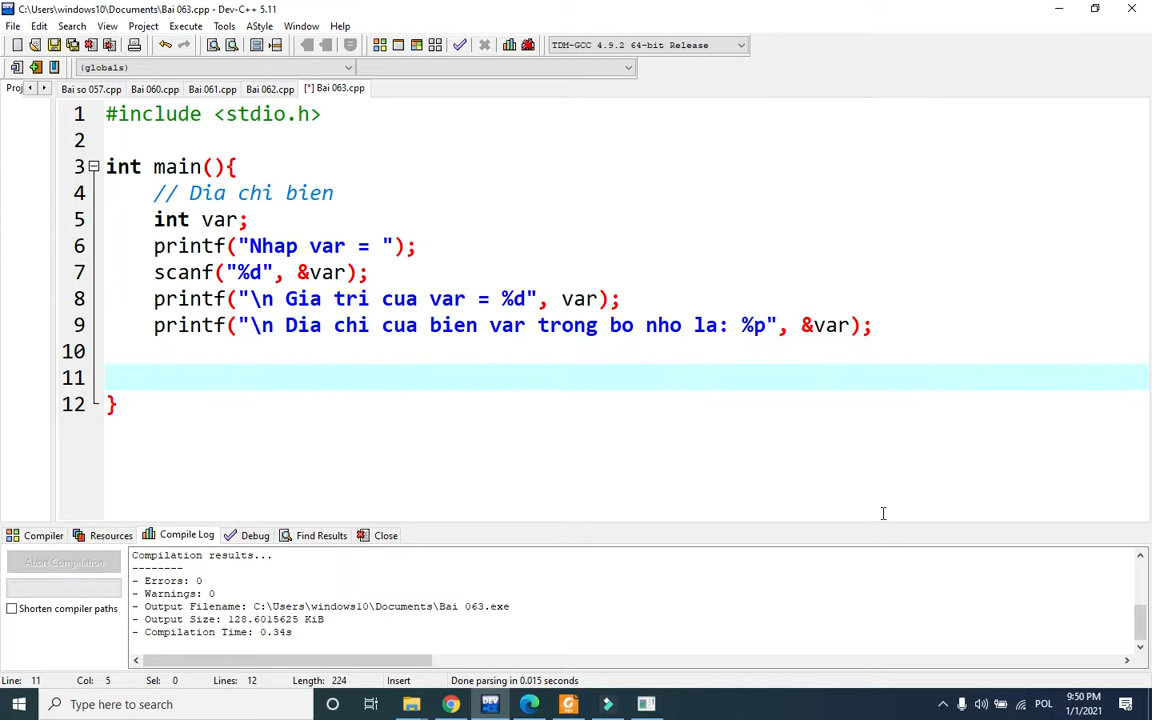 C:\Users\windows10\Documents\Bai 063.cpp - Dev-C++ 5.11
File Edit Search View Project Execute Tools AStyle Window Help
TDM-GCC 4.9.2 64-bit Release
(globals)
Proj Bai so 057.cpp Bai 060.cpp Bai 061.cpp Bai 062.cpp [*] Bai 063.cpp
1 #include <stdio.h>
2
3 int main(){
4 // Dia chi bien
5 int var;
6 printf("Nhap var = ");
7 scanf("%d", &var);
8 printf("\n Gia tri cua var = %d", var);
9 printf("\n Dia chi cua bien var trong bo nho la: %p", &var);
10
11
12 }
Compiler Resources Compile Log Debug Find Results Close
Abort Compilation
Shorten compiler paths
Compilation results...
--------
- Errors: 0
- Warnings: 0
- Output Filename: C:\Users\windows10\Documents\Bai 063.exe
- Output Size: 128.6015625 KiB
- Compilation Time: 0.34s
Line: 11 Col: 5 Sel: 0 Lines: 12 Length: 224 Insert Done parsing in 0.015 seconds
Type here to search
DEV
POL
9:50 PM
1/1/2021